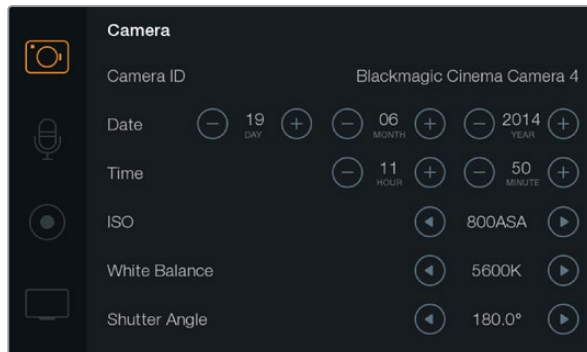 Camera
Camera ID Blackmagic Cinema Camera 4
Date − 19 DAY + − 06 MONTH + − 2014 YEAR +
Time − 11 HOUR + − 50 MINUTE +
ISO 800ASA
White Balance 5600K
Shutter Angle 180.0°